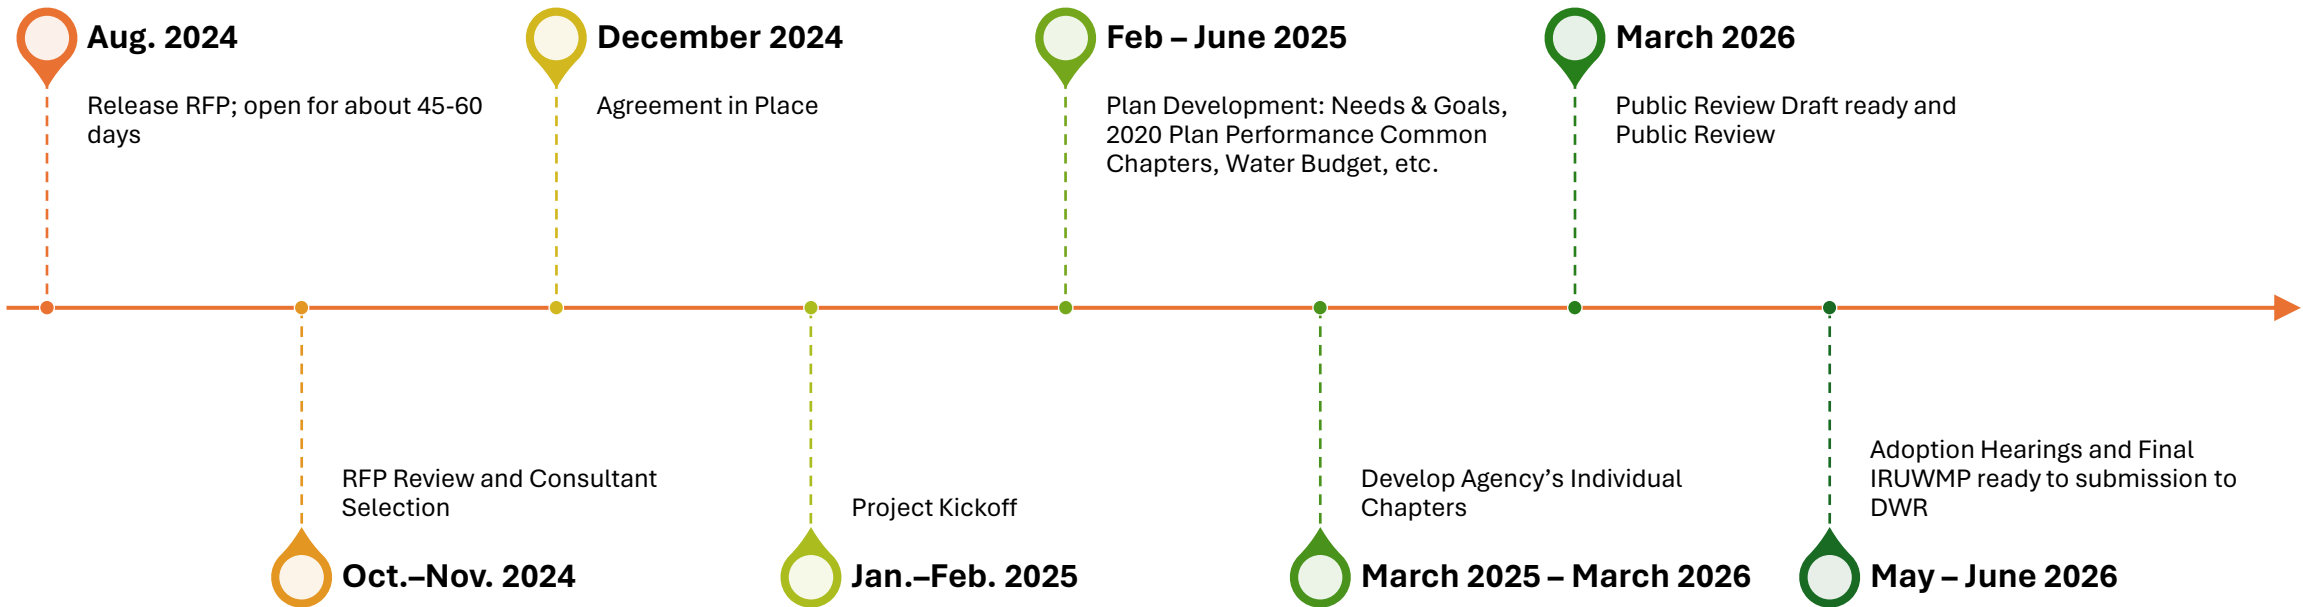 Aug. 2024
Release RFP; open for about 45-60
days
Oct.–Nov. 2024
RFP Review and Consultant
Selection
December 2024
Agreement in Place
Jan.–Feb. 2025
Project Kickoff
Feb – June 2025
Plan Development: Needs & Goals,
2020 Plan Performance Common
Chapters, Water Budget, etc.
March 2025 – March 2026
Develop Agency’s Individual
Chapters
March 2026
Public Review Draft ready and
Public Review
May – June 2026
Adoption Hearings and Final
IRUWMP ready to submission to
DWR